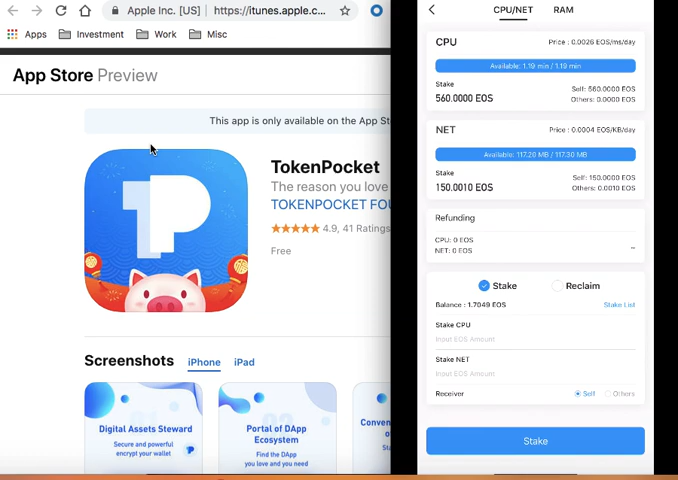 Apple Inc. [US]
https://itunes.apple.c...
Apps
Investment
Work
Misc
App Store Preview
This app is only available on the App St
TokenPocket
The reason you love
TOKENPOCKET FOU
4.9, 41 Ratings
Free
Screenshots
iPhone
iPad
Digital Assets Steward
Secure and powerful
encrypt your wallet
Portal of DApp
Ecosystem
Find the DApp
you love and you need
Conven
CPU/NET
RAM
CPU
Price : 0.0026 EOS/ms/day
Available: 1.19 min / 1.19 min
Stake
560.0000 EOS
Self: 560.0000 EOS
Others: 0.0000 EOS
NET
Price : 0.0004 EOS/KB/day
Available: 117.20 MB / 117.30 MB
Stake
150.0010 EOS
Self: 150.0000 EOS
Others: 0.0010 EOS
Refunding
CPU: 0 EOS
NET: 0 EOS
--
Stake
Reclaim
Balance : 1.7049 EOS
Stake List
Stake CPU
Input EOS Amount
Stake NET
Input EOS Amount
Receiver
Self
Others
Stake